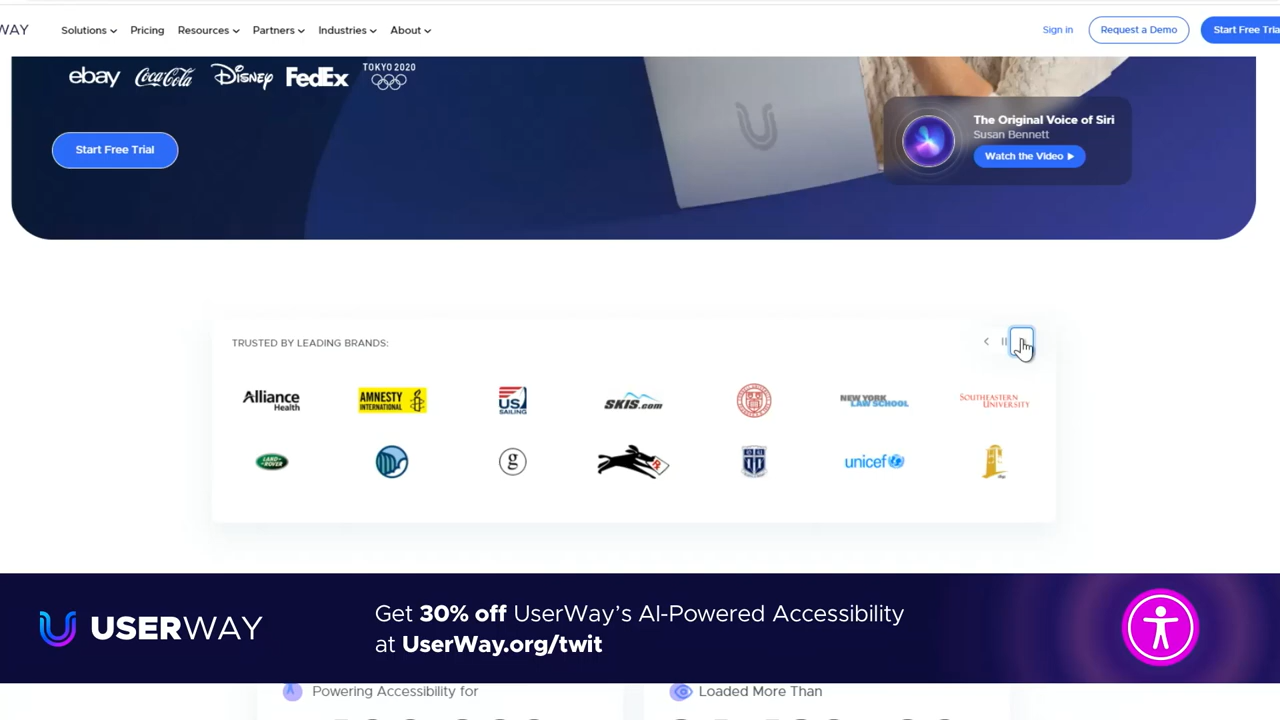 WAY
Solutions
Pricing
Resources
Partners
Industries
About
Sign in
Request a Demo
Start Free Tria
ebay
Coca-Cola
Disney
FedEx
TOKYO 2020
Start Free Trial
The Original Voice of Siri
Susan Bennett
Watch the Video
TRUSTED BY LEADING BRANDS:
Alliance
Health
AMNESTY
INTERNATIONAL
US
SAILING
SKIS.com
NEW YORK
LAW SCHOOL
SOUTHEASTERN
UNIVERSITY
LAND
ROVER
g
R
unicef
USERWAY
Get 30% off UserWay's AI-Powered Accessibility
at UserWay.org/twit
Powering Accessibility for
Loaded More Than